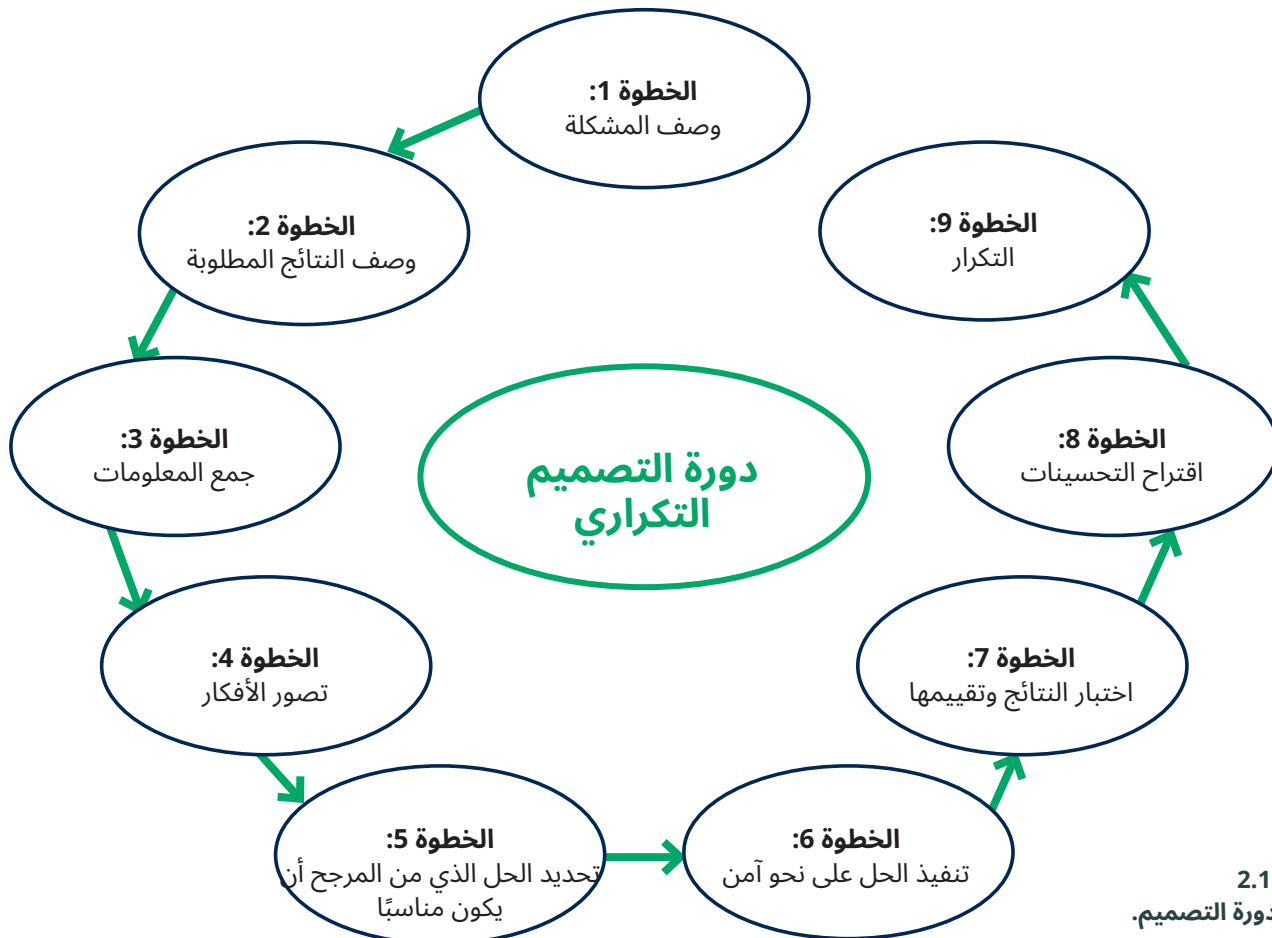 الخطوة 1:
وصف المشكلة
الخطوة 2:
وصف النتائج المطلوبة
الخطوة 3:
جمع المعلومات
الخطوة 4:
تصور الأفكار
الخطوة 5:
تحديد الحل الذي من المرجح أن
يكون مناسبًا
الخطوة 6:
تنفيذ الحل على نحو آمن
الخطوة 7:
اختبار النتائج وتقييمها
الخطوة 8:
اقتراح التحسينات
الخطوة 9:
التكرار
دورة التصميم
التكراري
2.1
دورة التصميم.